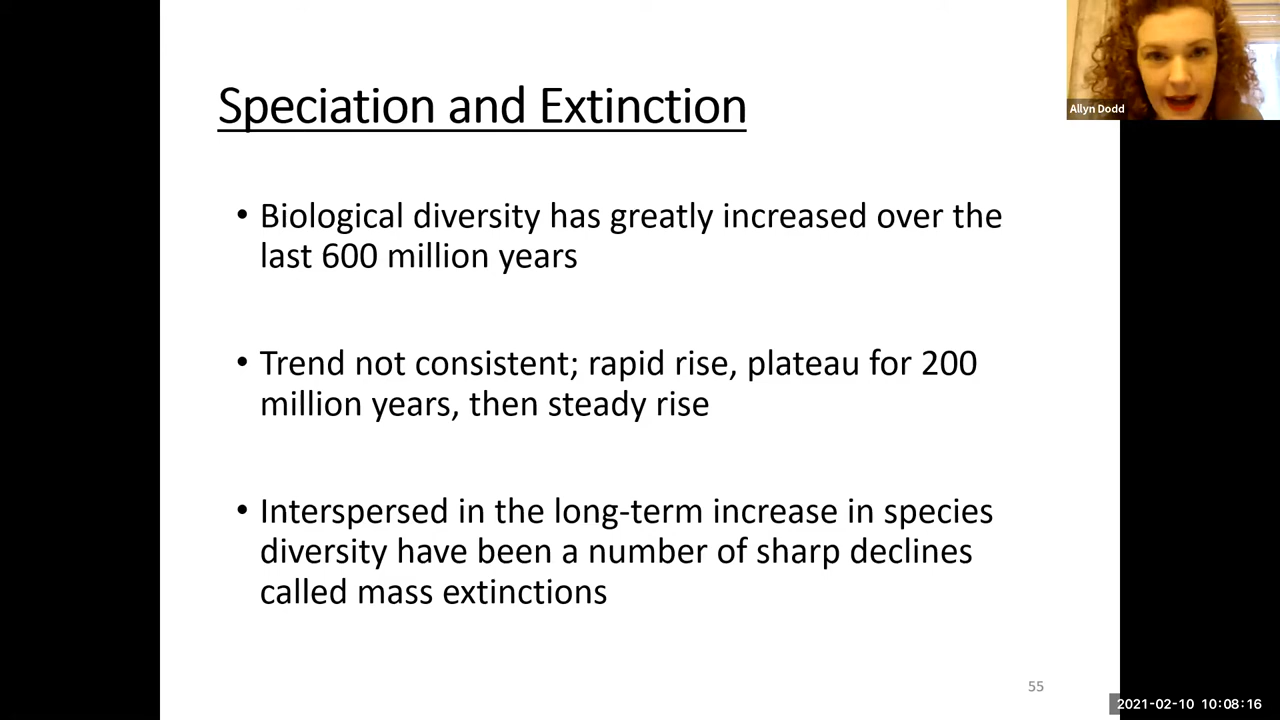 Speciation and Extinction
Allyn Dodd
• Biological diversity has greatly increased over the
last 600 million years
• Trend not consistent; rapid rise, plateau for 200
million years, then steady rise
• Interspersed in the long-term increase in species
diversity have been a number of sharp declines
called mass extinctions
55
2021-02-10 10:08:16